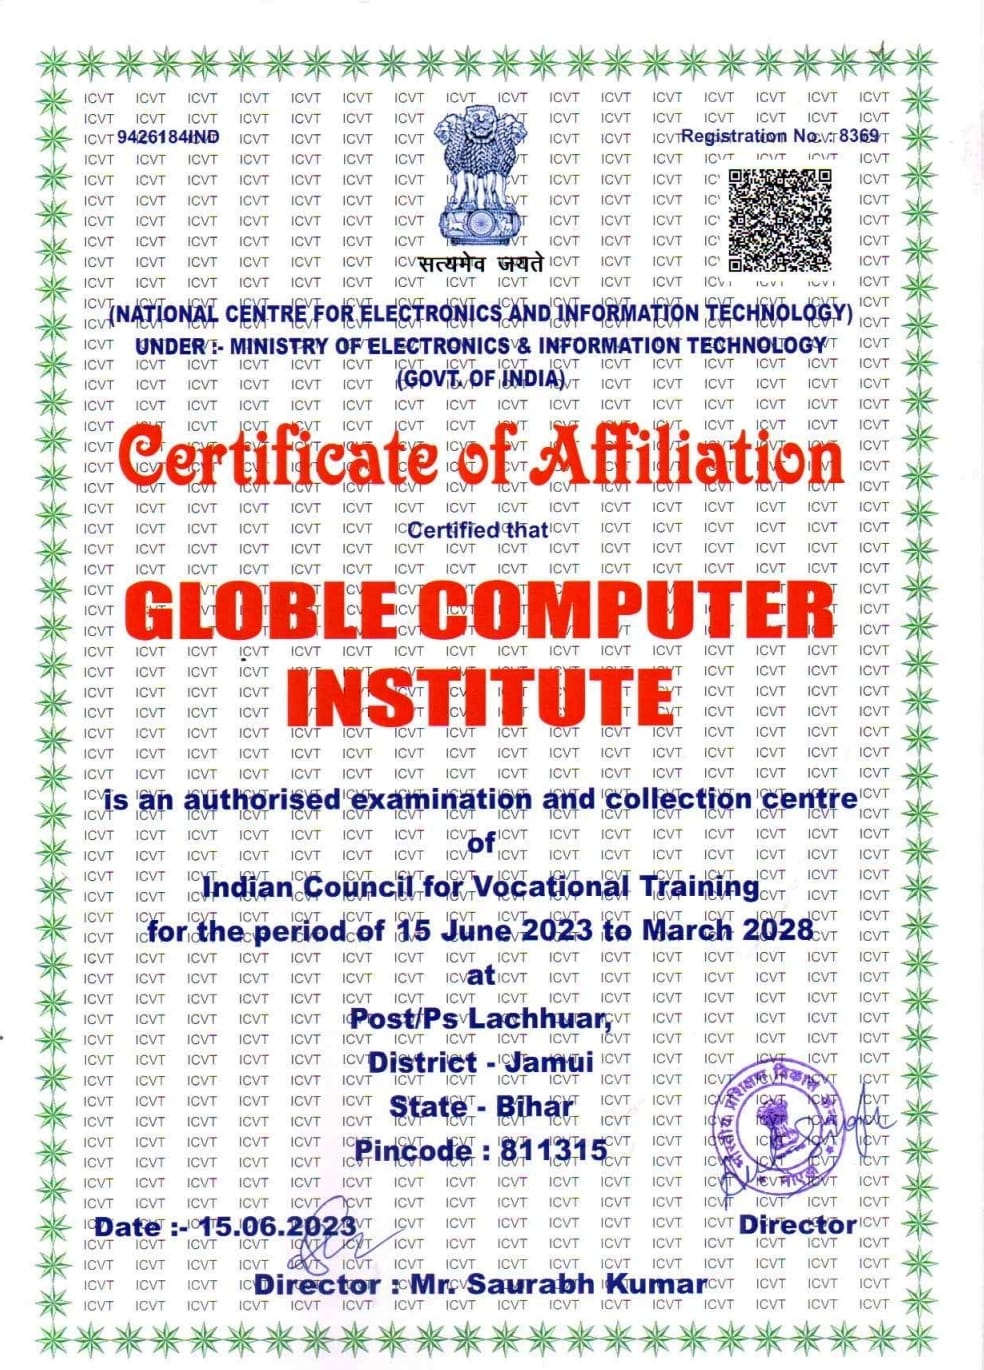 9426184IND
Registration No. : 8369
सत्यमेव जयते
(NATIONAL CENTRE FOR ELECTRONICS AND INFORMATION TECHNOLOGY)
UNDER :- MINISTRY OF ELECTRONICS & INFORMATION TECHNOLOGY
(GOVT. OF INDIA)
Certificate of Affiliation
Certified that
GLOBLE COMPUTER
INSTITUTE
is an authorised examination and collection centre
of
Indian Council for Vocational Training
for the period of 15 June 2023 to March 2028
at
Post/Ps Lachhuar,
District - Jamui
State - Bihar
Pincode : 811315
Date :- 15.06.2023
Director
Director : Mr. Saurabh Kumar